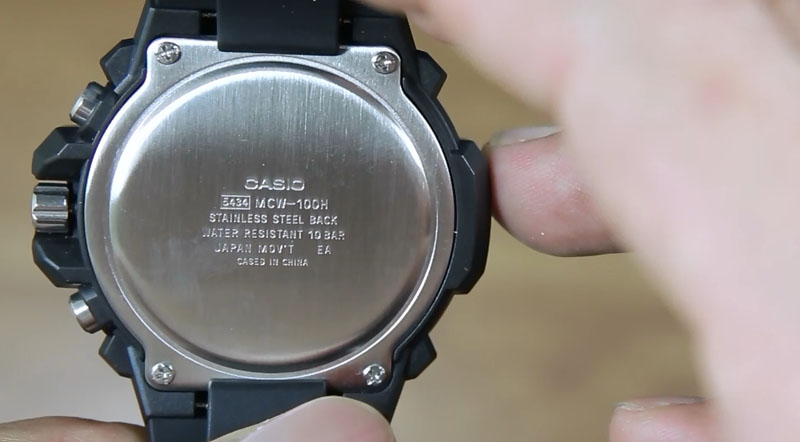 CASIO
5434 MCW-100H
STAINLESS STEEL BACK
WATER RESISTANT 10 BAR
JAPAN MOV'T EA
CASED IN CHINA